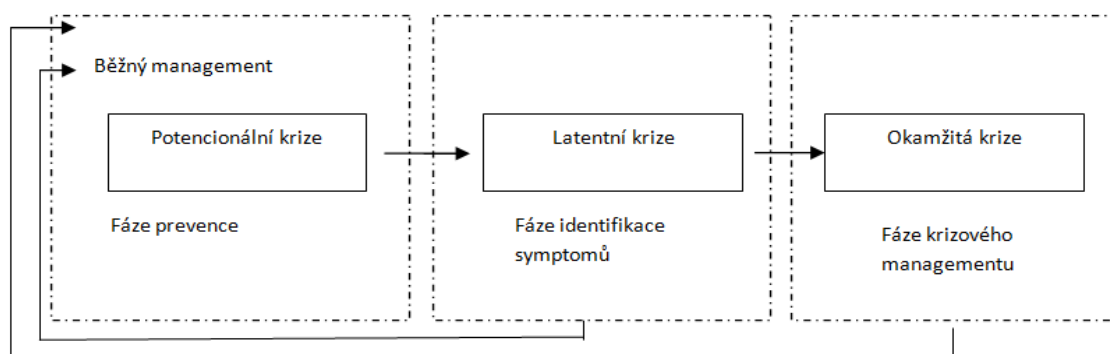 Běžný management
Potencionální krize
Fáze prevence
Latentní krize
Fáze identifikace
symptomů
Okamžitá krize
Fáze krizového
managementu